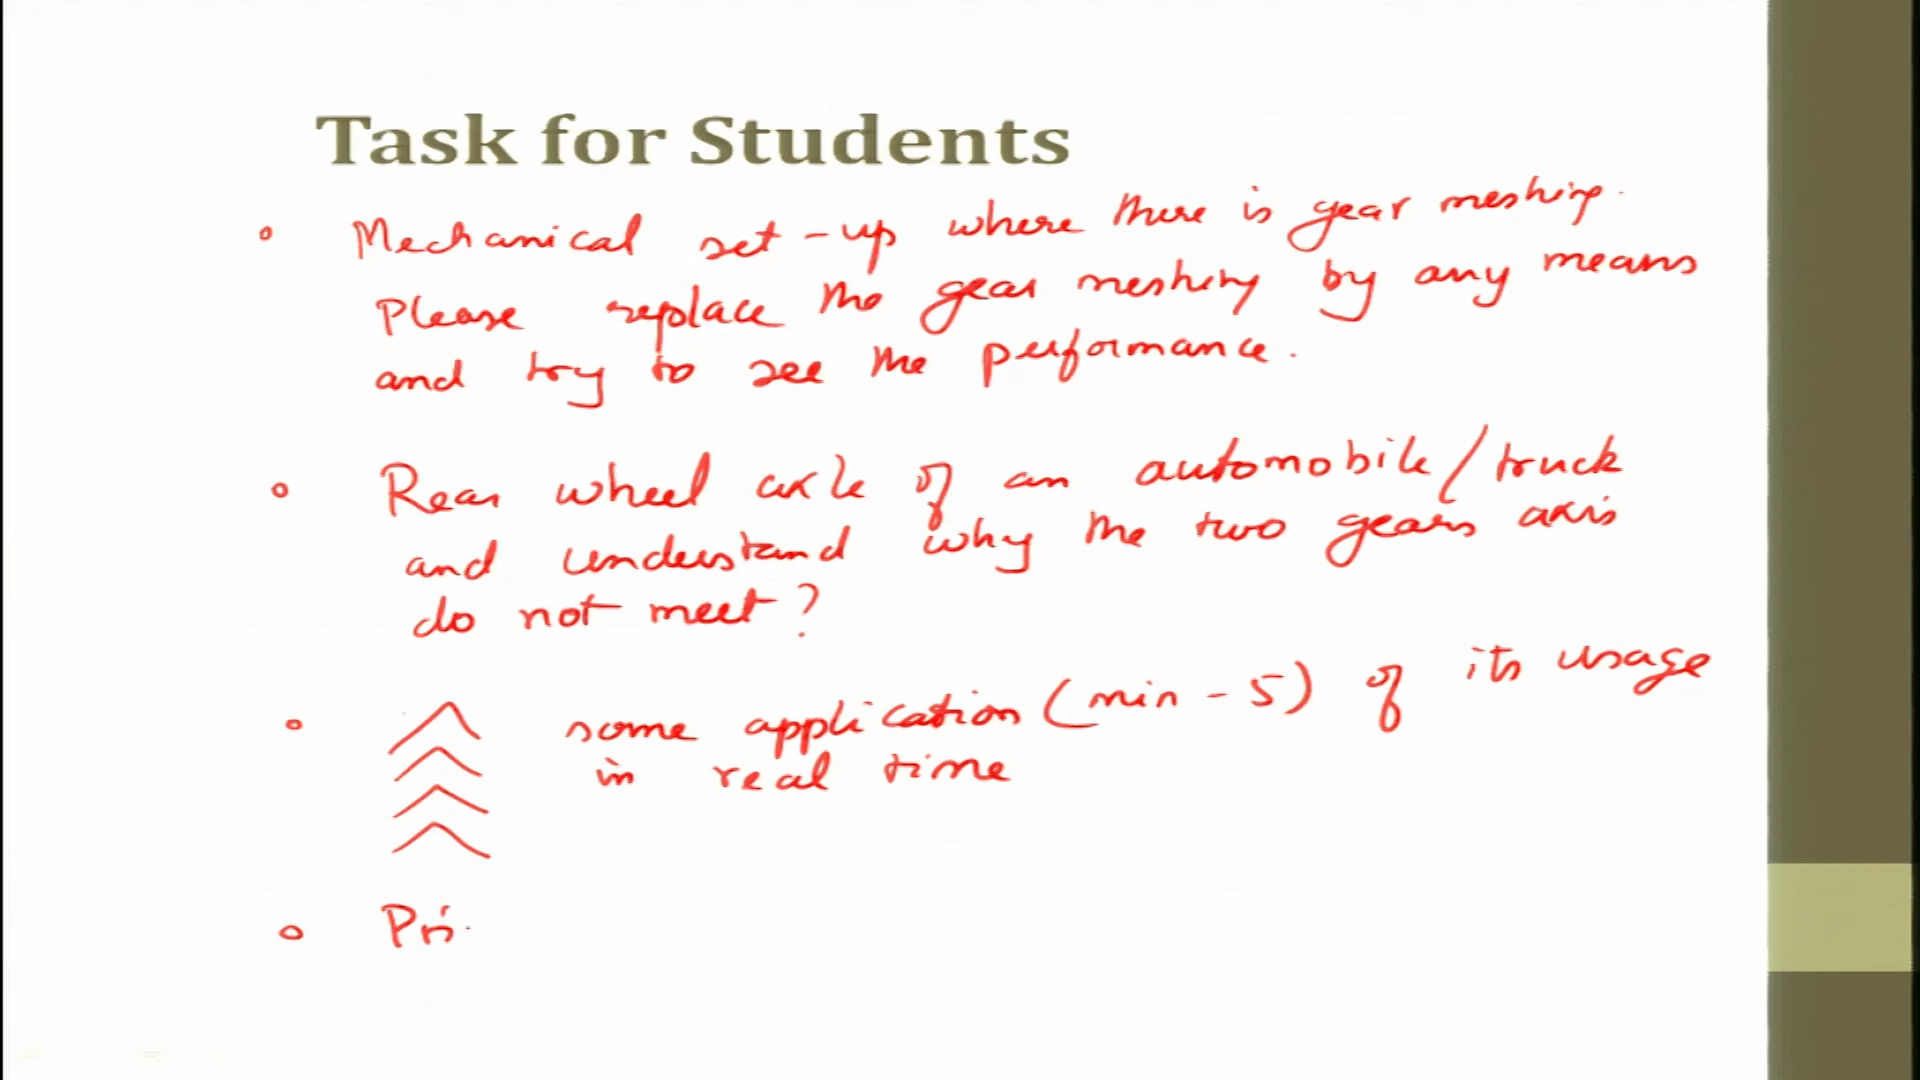 Task for Students
Mechanical set-up where there is gear meshing.
Please replace the gear meshing by any means
and try to see the performance.
Rear wheel axle of an automobile/truck
and understand why the two gears axis
do not meet?
some application (min - 5) of its usage
in real time
Pri